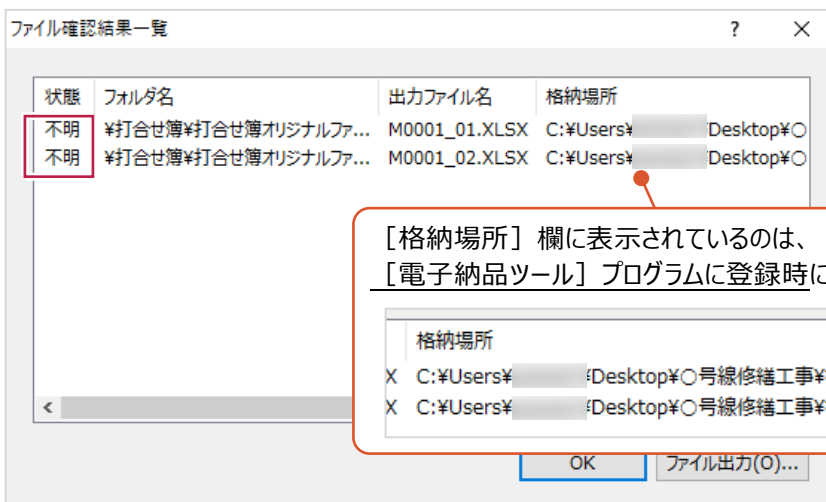 ファイル確認結果一覧 ? ×
状態 フォルダ名 出力ファイル名 格納場所
不明 ¥打合せ簿¥打合せ簿オリジナルファ... M0001_01.XLSX C:¥Users¥ ¥Desktop¥○
不明 ¥打合せ簿¥打合せ簿オリジナルファ... M0001_02.XLSX C:¥Users¥ ¥Desktop¥○
［格納場所］欄に表示されているのは、
［電子納品ツール］プログラムに登録時に
格納場所
X C:¥Users¥ ¥Desktop¥○号線修繕工事¥
X C:¥Users¥ ¥Desktop¥○号線修繕工事¥
OK ファイル出力(O)...